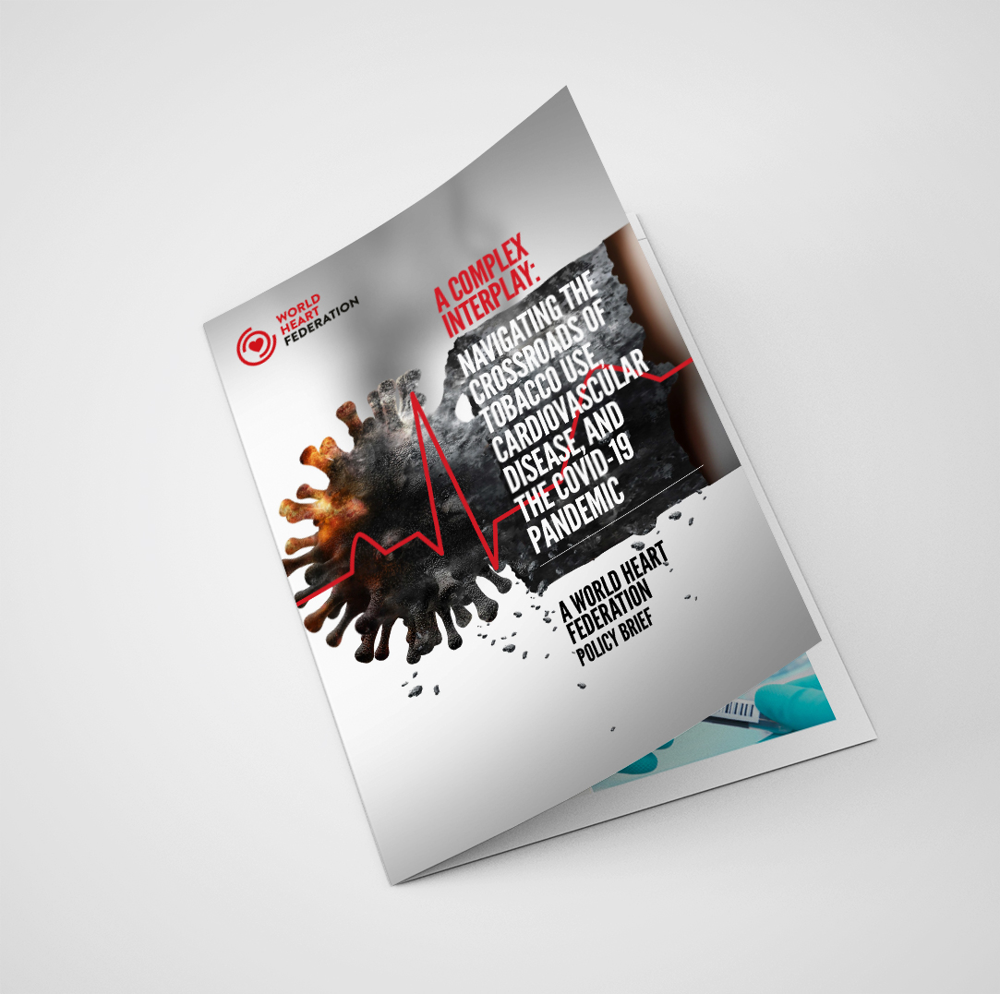 WORLD
HEART
FEDERATION
A COMPLEX
INTERPLAY:
NAVIGATING THE
CROSSROADS OF
TOBACCO USE,
CARDIOVASCULAR
DISEASE, AND
THE COVID-19
PANDEMIC
A WORLD HEART
FEDERATION
POLICY BRIEF